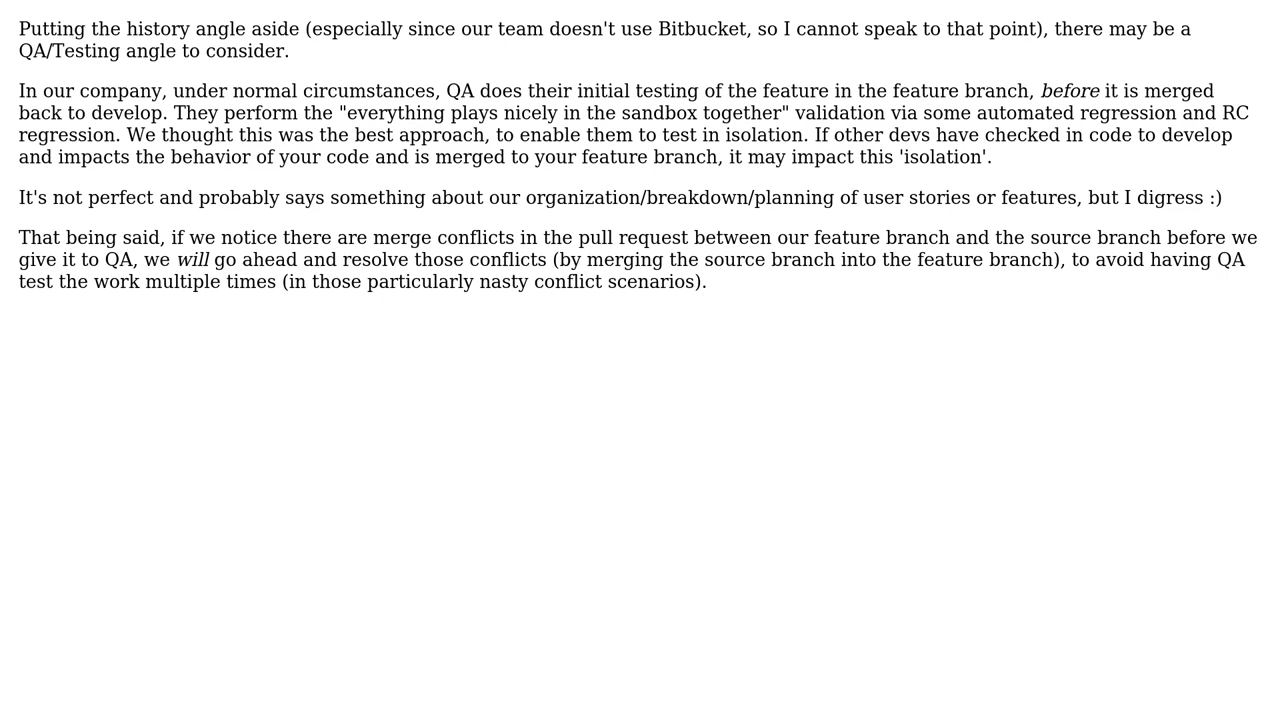 Putting the history angle aside (especially since our team doesn't use Bitbucket, so I cannot speak to that point), there may be a
QA/Testing angle to consider.
In our company, under normal circumstances, QA does their initial testing of the feature in the feature branch, before it is merged
back to develop. They perform the "everything plays nicely in the sandbox together" validation via some automated regression and RC
regression. We thought this was the best approach, to enable them to test in isolation. If other devs have checked in code to develop
and impacts the behavior of your code and is merged to your feature branch, it may impact this 'isolation'.
It's not perfect and probably says something about our organization/breakdown/planning of user stories or features, but I digress :)
That being said, if we notice there are merge conflicts in the pull request between our feature branch and the source branch before we
give it to QA, we will go ahead and resolve those conflicts (by merging the source branch into the feature branch), to avoid having QA
test the work multiple times (in those particularly nasty conflict scenarios).